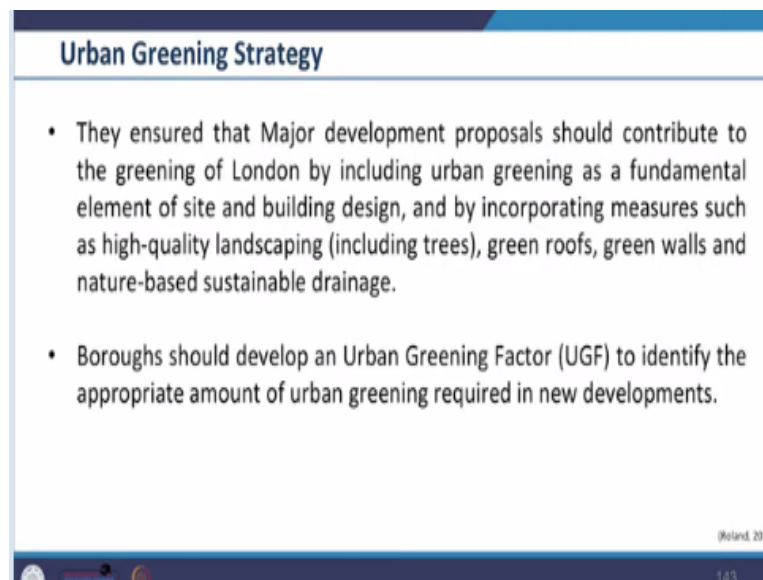 Urban Greening Strategy
• They ensured that Major development proposals should contribute to
the greening of London by including urban greening as a fundamental
element of site and building design, and by incorporating measures such
as high-quality landscaping (including trees), green roofs, green walls and
nature-based sustainable drainage.
• Boroughs should develop an Urban Greening Factor (UGF) to identify the
appropriate amount of urban greening required in new developments.
(Roland, 20
143